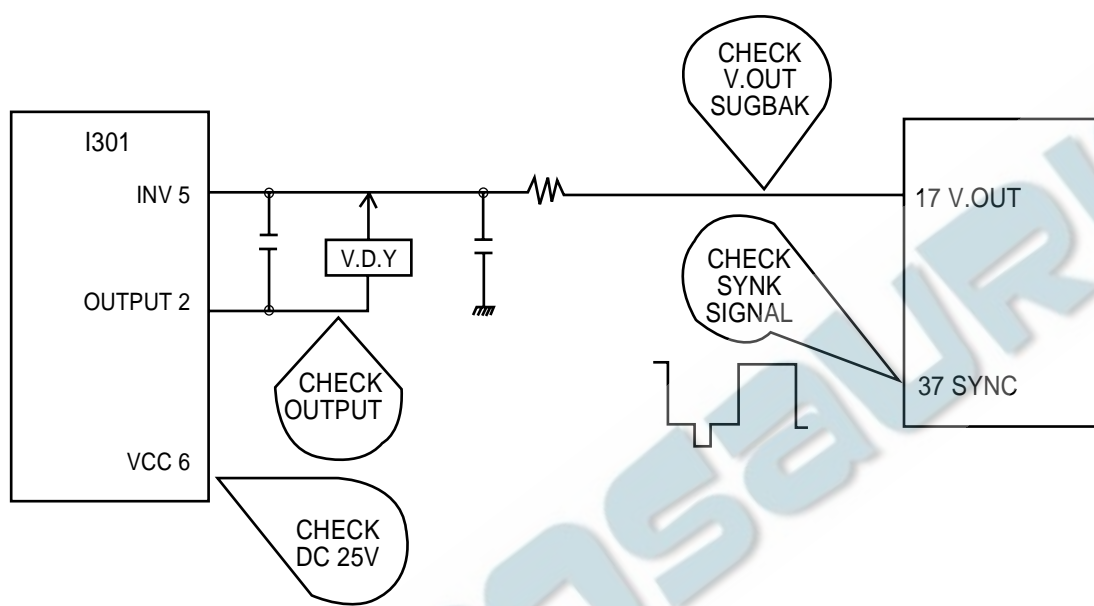 CHECK
V.OUT
SUGBAK
I301
INV 5
17 V.OUT
V.D.Y
CHECK
SYNK
SIGNAL
OUTPUT 2
CHECK
OUTPUT
37 SYNC
VCC 6
CHECK
DC 25V